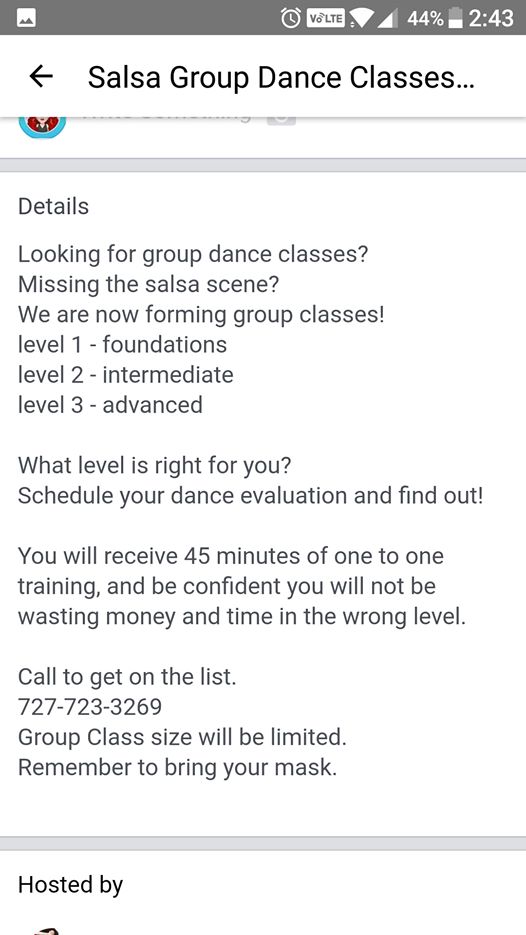 VoLTE 44% 2:43
Salsa Group Dance Classes...
Write Something
Details
Looking for group dance classes?
Missing the salsa scene?
We are now forming group classes!
level 1 - foundations
level 2 - intermediate
level 3 - advanced
What level is right for you?
Schedule your dance evaluation and find out!
You will receive 45 minutes of one to one
training, and be confident you will not be
wasting money and time in the wrong level.
Call to get on the list.
727-723-3269
Group Class size will be limited.
Remember to bring your mask.
Hosted by